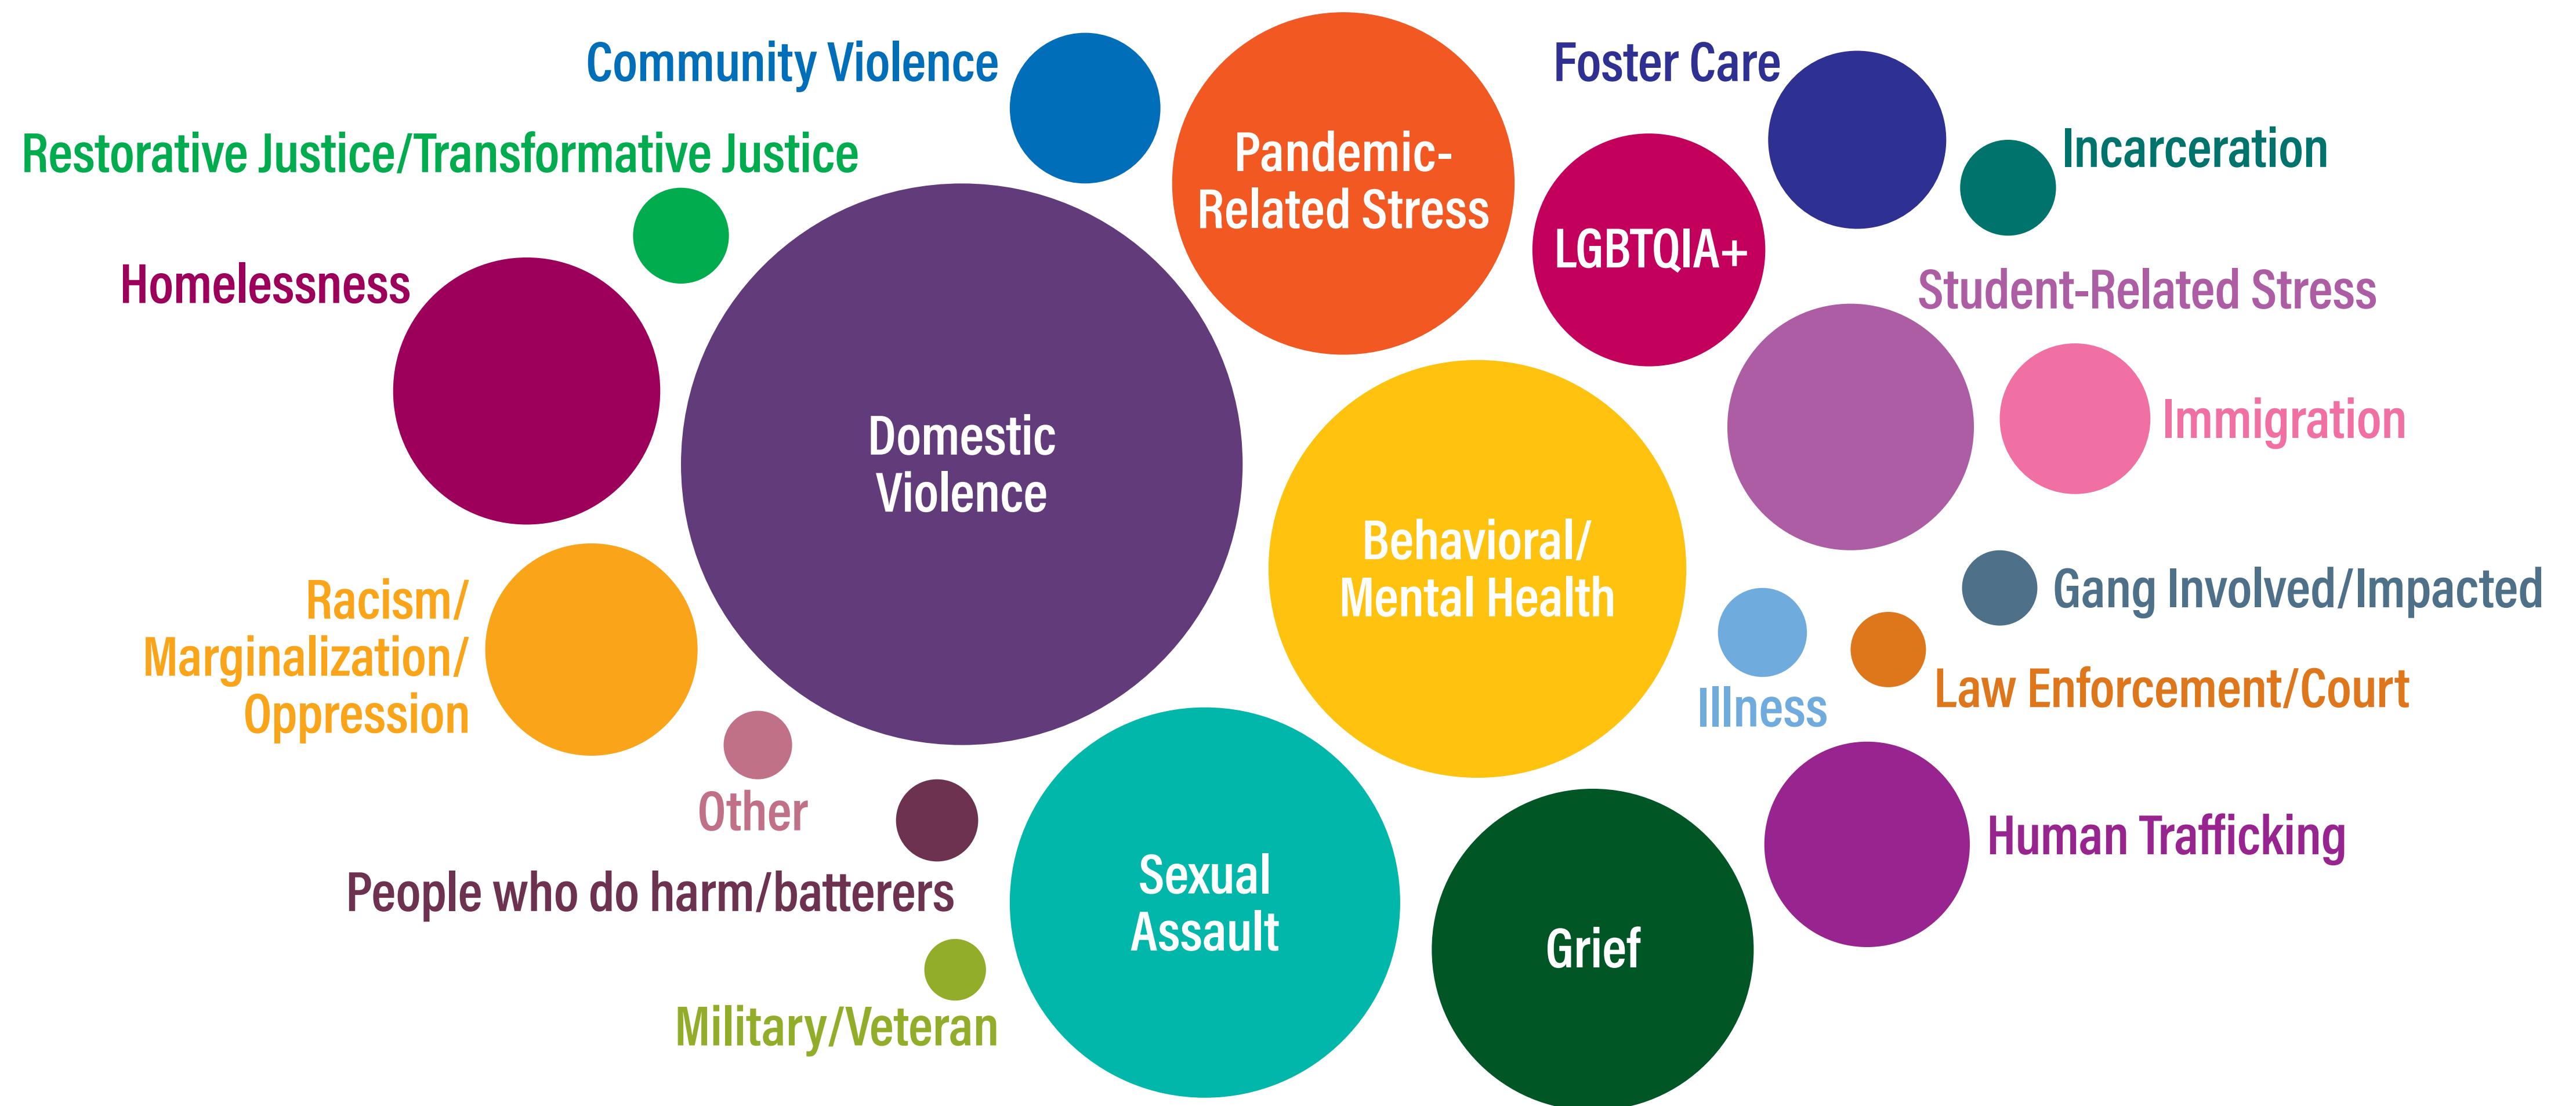 Community Violence
Pandemic-
Related Stress
Foster Care
Incarceration
Restorative Justice/Transformative Justice
LGBTQIA+
Homelessness
Student-Related Stress
Immigration
Domestic
Violence
Behavioral/
Mental Health
Gang Involved/Impacted
Racism/
Marginalization/
Oppression
Illness
Law Enforcement/Court
Other
Human Trafficking
People who do harm/batterers
Sexual
Assault
Grief
Military/Veteran